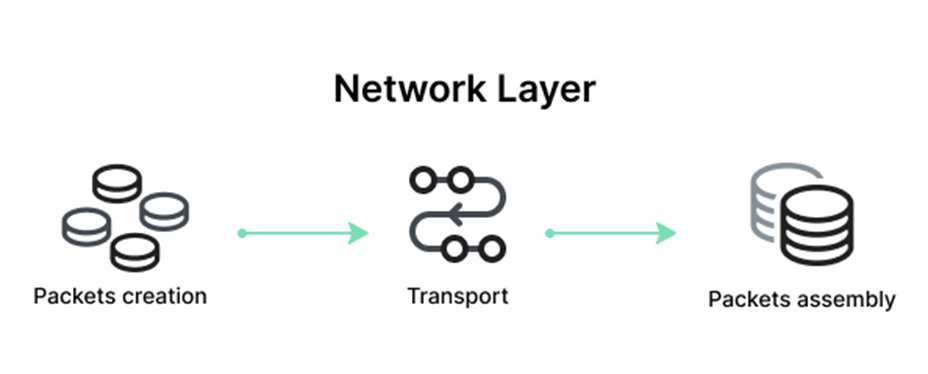 Network Layer
Packets creation
Transport
Packets assembly